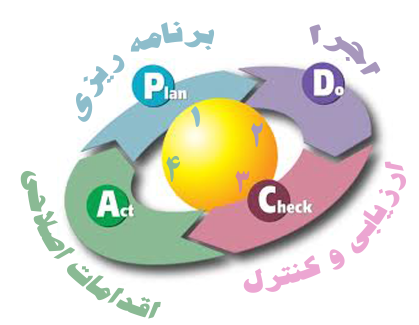 برنامه ریزی
Plan
۱
اجرا
Do
۲
ارزیابی و کنترل
Check
۳
اقدامات اصلاحی
Act
۴